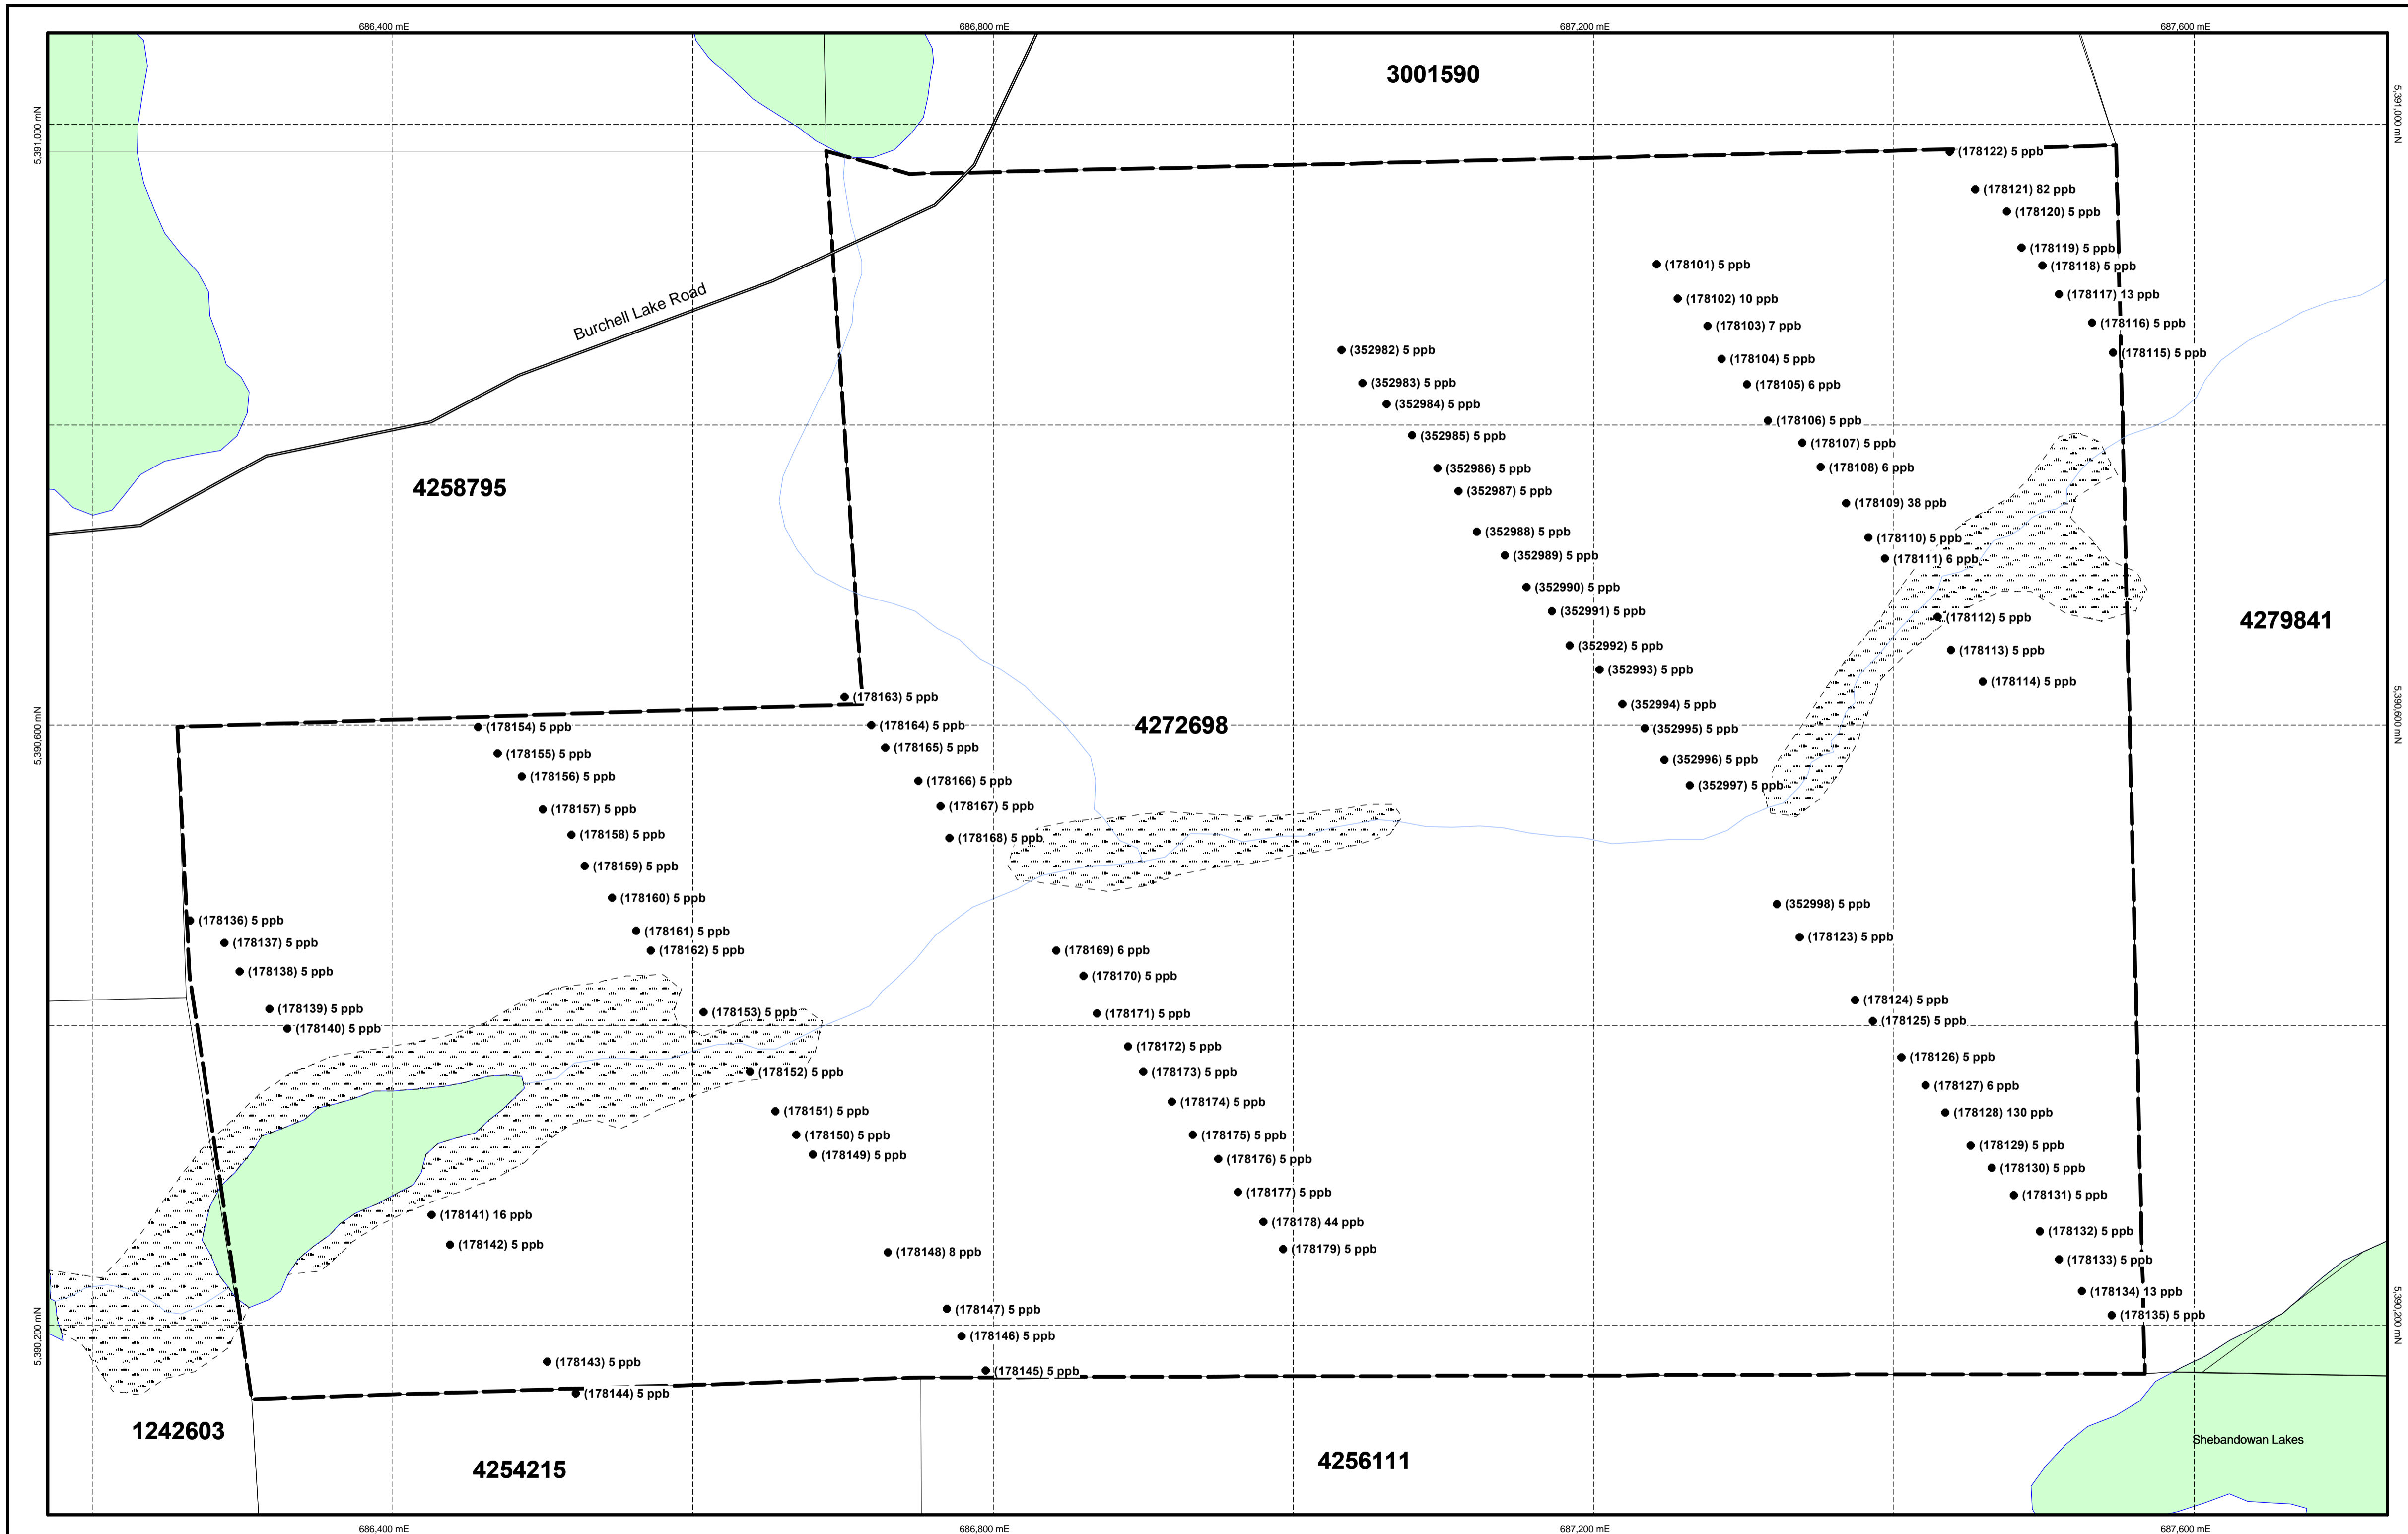 686,400 mE
686,800 mE
687,200 mE
687,600 mE
3001590
5,391,000 mN
5,391,000 mN
(178122) 5 ppb
(178121) 82 ppb
(178120) 5 ppb
(178119) 5 ppb
(178101) 5 ppb
(178118) 5 ppb
(178117) 13 ppb
(178102) 10 ppb
Burchell Lake Road
(178116) 5 ppb
(178103) 7 ppb
(352982) 5 ppb
(178115) 5 ppb
(178104) 5 ppb
(352983) 5 ppb
(178105) 6 ppb
(352984) 5 ppb
(178106) 5 ppb
(352985) 5 ppb
(178107) 5 ppb
(352986) 5 ppb
(178108) 6 ppb
4258795
(352987) 5 ppb
(178109) 38 ppb
(352988) 5 ppb
(178110) 5 ppb
(352989) 5 ppb
(178111) 6 ppb
(352990) 5 ppb
(352991) 5 ppb
(178112) 5 ppb
4279841
(352992) 5 ppb
(178113) 5 ppb
(352993) 5 ppb
(178114) 5 ppb
(178163) 5 ppb
(352994) 5 ppb
5,390,600 mN
(178154) 5 ppb
(178164) 5 ppb
4272698
(352995) 5 ppb
5,390,600 mN
(178165) 5 ppb
(178155) 5 ppb
(352996) 5 ppb
(178156) 5 ppb
(178166) 5 ppb
(352997) 5 ppb
(178167) 5 ppb
(178157) 5 ppb
(178158) 5 ppb
(178168) 5 ppb
(178159) 5 ppb
(178160) 5 ppb
(352998) 5 ppb
(178136) 5 ppb
(178161) 5 ppb
(178123) 5 ppb
(178137) 5 ppb
(178162) 5 ppb
(178169) 6 ppb
(178138) 5 ppb
(178170) 5 ppb
(178124) 5 ppb
(178139) 5 ppb
(178153) 5 ppb
(178171) 5 ppb
(178125) 5 ppb
(178140) 5 ppb
(178172) 5 ppb
(178126) 5 ppb
(178152) 5 ppb
(178173) 5 ppb
(178127) 6 ppb
(178174) 5 ppb
(178151) 5 ppb
(178128) 130 ppb
(178150) 5 ppb
(178175) 5 ppb
(178129) 5 ppb
(178149) 5 ppb
(178176) 5 ppb
(178130) 5 ppb
(178177) 5 ppb
(178131) 5 ppb
(178141) 16 ppb
(178178) 44 ppb
(178132) 5 ppb
(178142) 5 ppb
(178148) 8 ppb
(178179) 5 ppb
(178133) 5 ppb
(178134) 13 ppb
(178147) 5 ppb
(178135) 5 ppb
5,390,200 mN
5,390,200 mN
(178146) 5 ppb
(178143) 5 ppb
(178145) 5 ppb
(178144) 5 ppb
1242603
Shebandowan Lakes
4256111
4254215
686,400 mE
686,800 mE
687,200 mE
687,600 mE